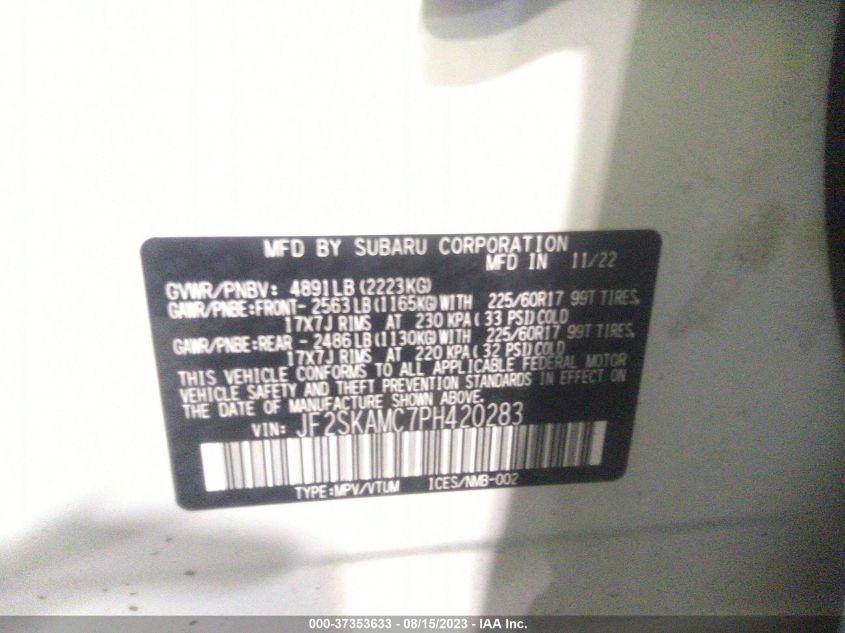 MFD BY SUBARU CORPORATION
MFD IN 11/22
GVWR/PNBV: 4891LB (2223KG)
GAWR/PNBE:FRONT- 2563LB (1165KG) WITH 225/60R17 99T TIRES,
17X7J RIMS AT 230 KPA (33 PSI) COLD
GAWR/PNBE:REAR - 2486LB (1130KG) WITH 225/60R17 99T TIRES,
17X7J RIMS AT 220 KPA (32 PSI) COLD
THIS VEHICLE CONFORMS TO ALL APPLICABLE FEDERAL MOTOR
VEHICLE SAFETY AND THEFT PREVENTION STANDARDS IN EFFECT ON
THE DATE OF MANUFACTURE SHOWN ABOVE.
VIN: JF2SKAMC7PH420283
TYPE:MPV/VTUM ICES/NMB-002
000-37353633 - 08/15/2023 - IAA Inc.